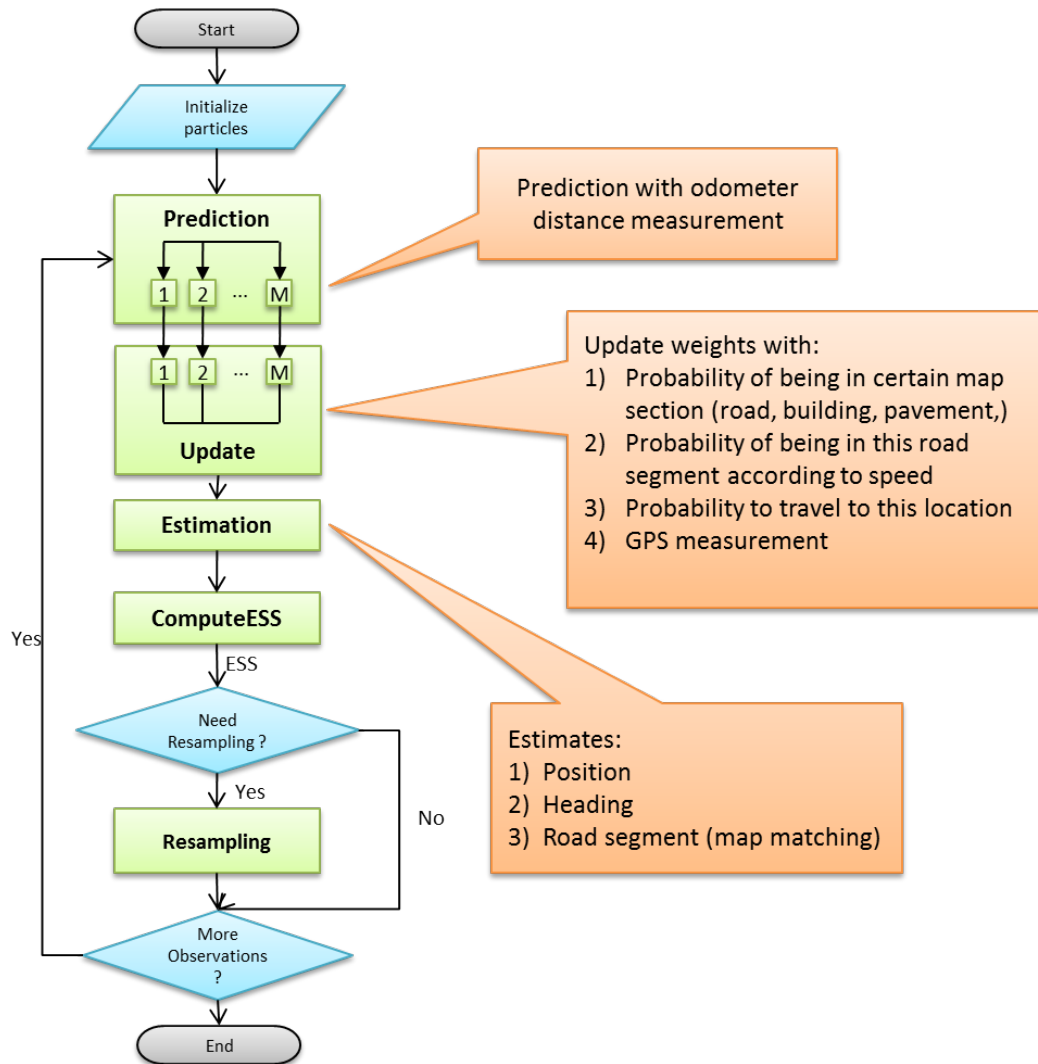 Start
Initialize
particles
Prediction
1 2 ... M
1 2 ... M
Update
Estimation
ComputeESS
ESS
Need
Resampling ?
Yes
No
Resampling
More
Observations
?
Yes
End
Prediction with odometer
distance measurement
Update weights with:
1) Probability of being in certain map
section (road, building, pavement,)
2) Probability of being in this road
segment according to speed
3) Probability to travel to this location
4) GPS measurement
Estimates:
1) Position
2) Heading
3) Road segment (map matching)